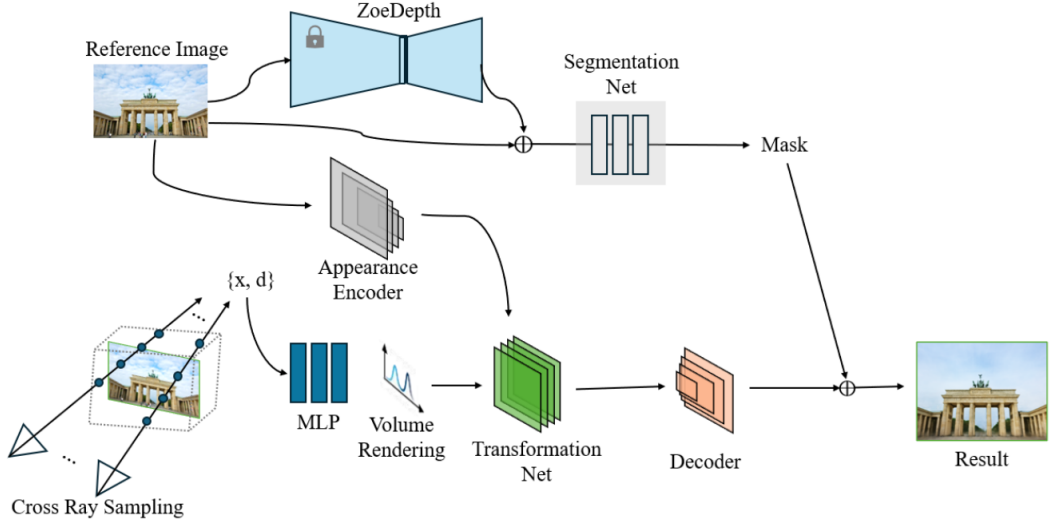 ZoeDepth
Reference Image
Segmentation
Net
Mask
Appearance
Encoder
{x, d}
...
...
MLP
Volume
Rendering
Transformation
Net
Decoder
Result
Cross Ray Sampling